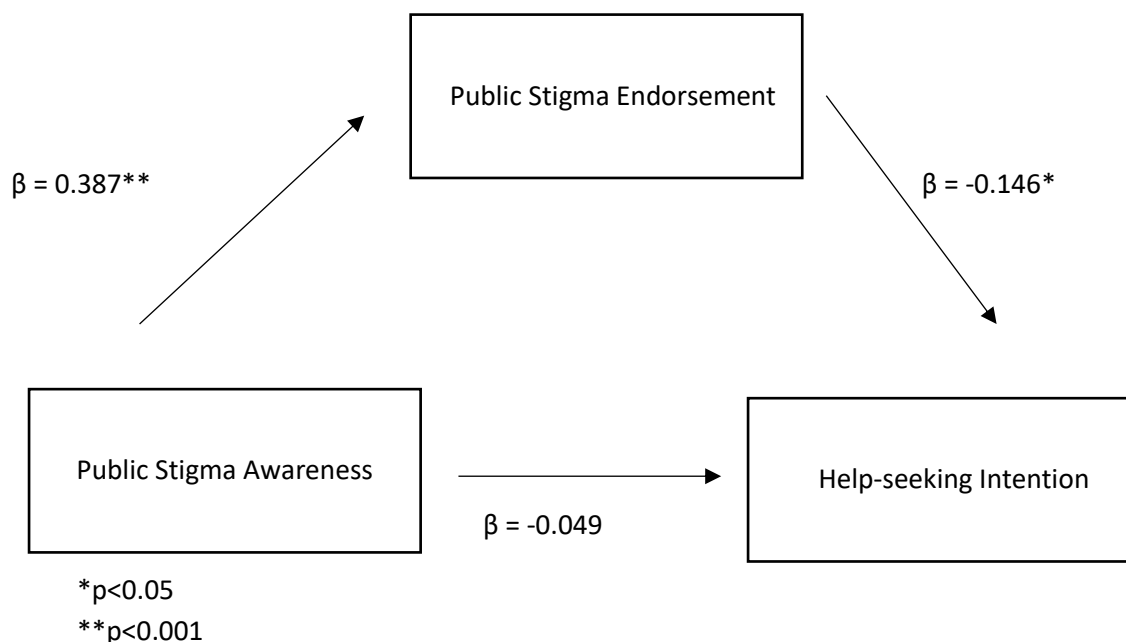 Public Stigma Endorsement
β = 0.387**
β = -0.146*
Public Stigma Awareness
Help-seeking Intention
β = -0.049
*p<0.05
**p<0.001